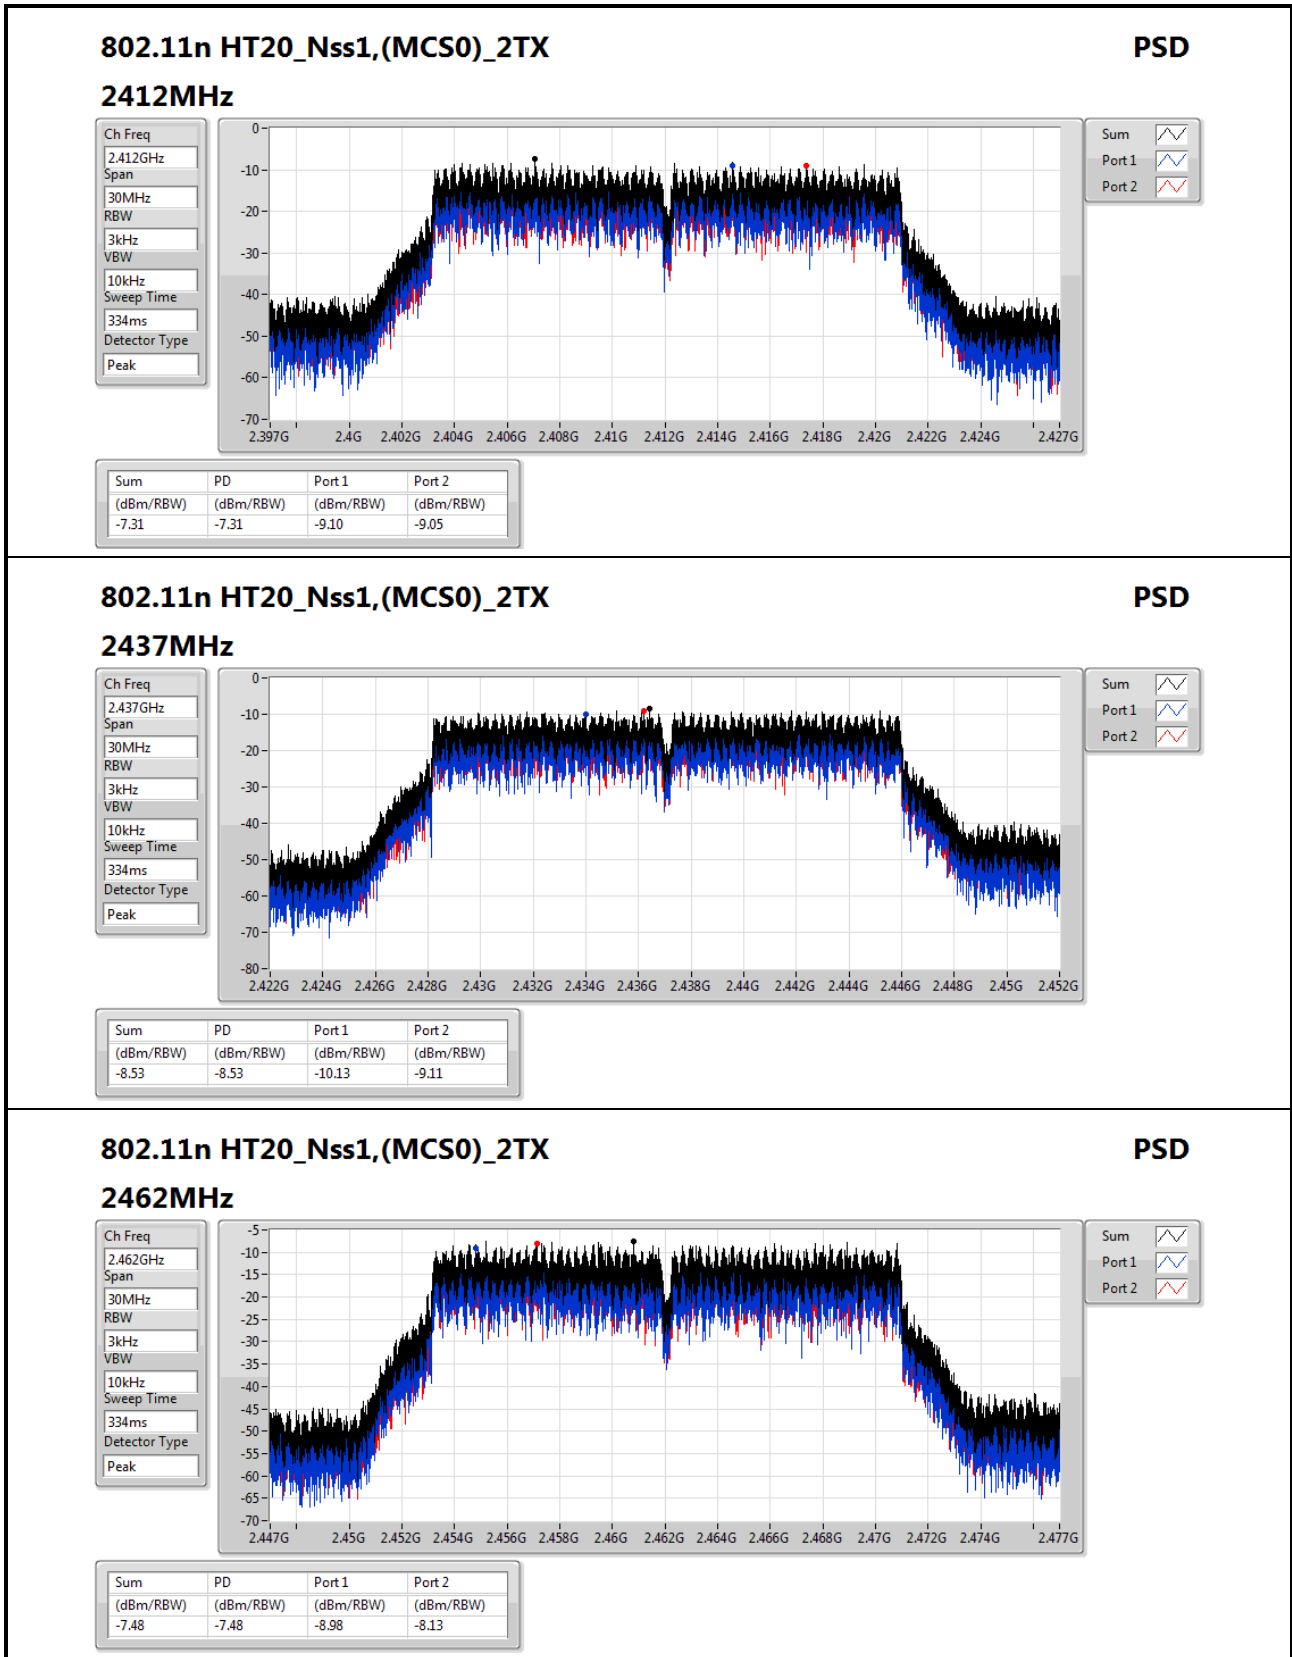 802.11n HT20_Nss1,(MCS0)_2TX PSD
2412MHz
Ch Freq
2.412GHz
Span
30MHz
RBW
3kHz
VBW
10kHz
Sweep Time
334ms
Detector Type
Peak
0
-10
-20
-30
-40
-50
-60
-70
2.397G 2.4G 2.402G 2.404G 2.406G 2.408G 2.41G 2.412G 2.414G 2.416G 2.418G 2.42G 2.422G 2.424G 2.427G
Sum
Port 1
Port 2
Sum PD Port 1 Port 2
(dBm/RBW) (dBm/RBW) (dBm/RBW) (dBm/RBW)
-7.31 -7.31 -9.10 -9.05
802.11n HT20_Nss1,(MCS0)_2TX PSD
2437MHz
Ch Freq
2.437GHz
Span
30MHz
RBW
3kHz
VBW
10kHz
Sweep Time
334ms
Detector Type
Peak
0
-10
-20
-30
-40
-50
-60
-70
-80
2.422G 2.424G 2.426G 2.428G 2.43G 2.432G 2.434G 2.436G 2.438G 2.44G 2.442G 2.444G 2.446G 2.448G 2.45G 2.452G
Sum
Port 1
Port 2
Sum PD Port 1 Port 2
(dBm/RBW) (dBm/RBW) (dBm/RBW) (dBm/RBW)
-8.53 -8.53 -10.13 -9.11
802.11n HT20_Nss1,(MCS0)_2TX PSD
2462MHz
Ch Freq
2.462GHz
Span
30MHz
RBW
3kHz
VBW
10kHz
Sweep Time
334ms
Detector Type
Peak
-5
-10
-15
-20
-25
-30
-35
-40
-45
-50
-55
-60
-65
-70
2.447G 2.45G 2.452G 2.454G 2.456G 2.458G 2.46G 2.462G 2.464G 2.466G 2.468G 2.47G 2.472G 2.474G 2.477G
Sum
Port 1
Port 2
Sum PD Port 1 Port 2
(dBm/RBW) (dBm/RBW) (dBm/RBW) (dBm/RBW)
-7.48 -7.48 -8.98 -8.13